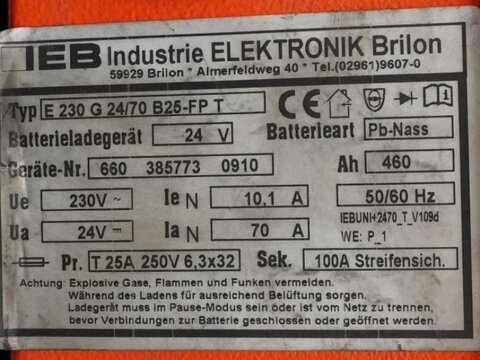 IEB Industrie ELEKTRONIK Brilon
59929 Brilon * Almerfeldweg 40 * Tel.(02961)9607-0
Typ E 230 G 24/70 B25-FP T CE
Batterieladegerät 24 V Batterieart Pb-Nass
Geräte-Nr. 660 385773 0910 Ah 460
Ue 230V ~ Ie N 10,1 A 50/60 Hz
IEBUNI+2470_T_V109d
Ua 24V ⎓ Ia N 70 A WE: P_1
Pr. T 25A 250V 6,3x32 Sek. 100A Streifensich.
Achtung: Explosive Gase, Flammen und Funken vermeiden.
Während des Ladens für ausreichende Belüftung sorgen.
Ladegerät muss im Pause-Modus sein oder ist vom Netz zu trennen,
bevor Verbindungen zur Batterie geschlossen oder geöffnet werden.